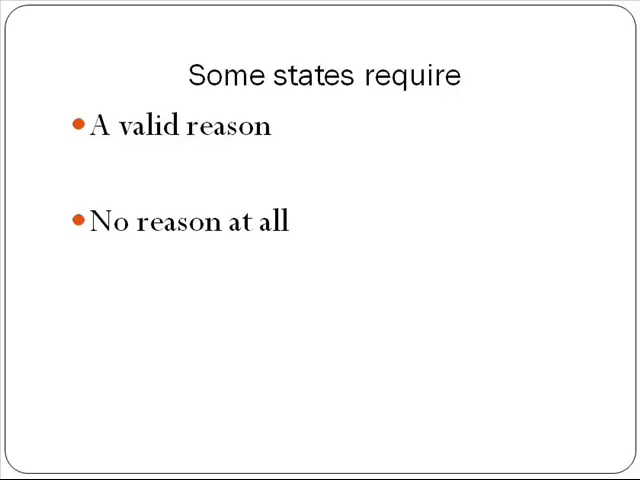 Some states require
A valid reason
No reason at all